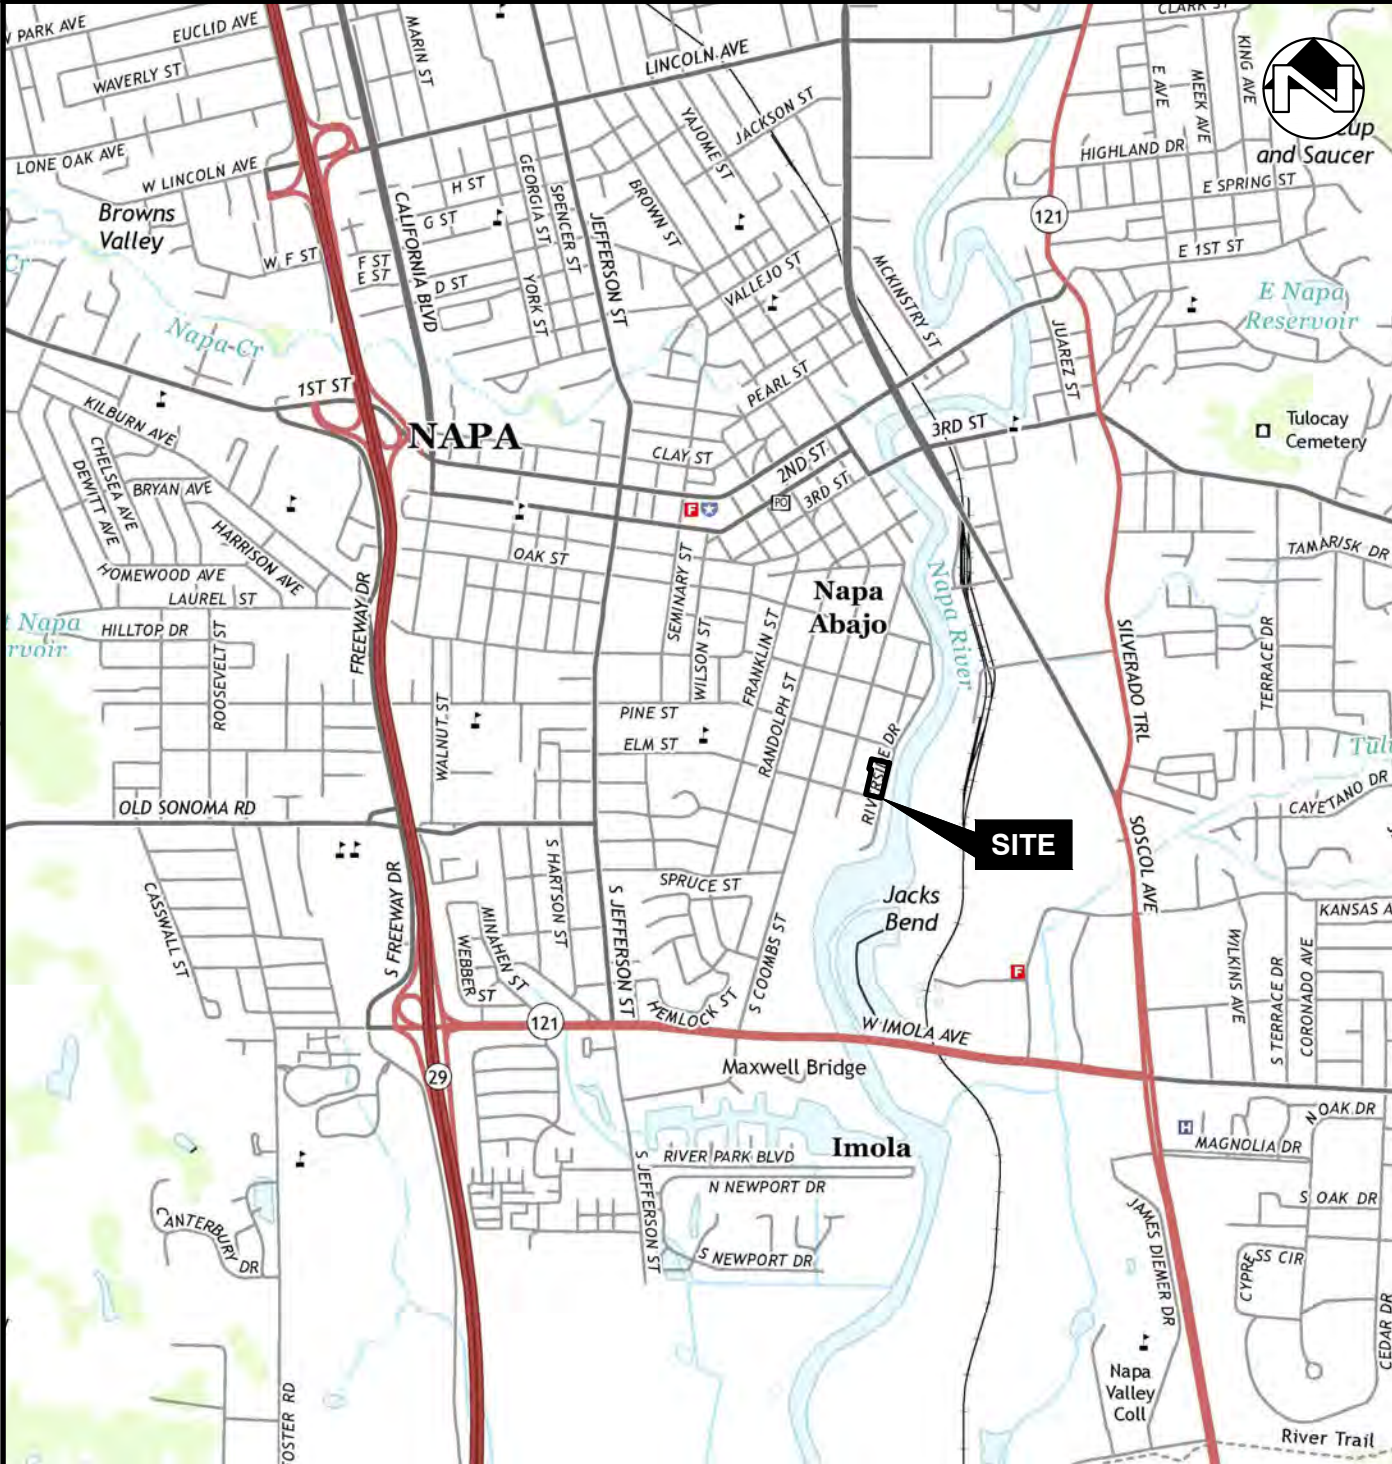 CLARK ST
W PARK AVE
EUCLID AVE
MARIN ST
LINCOLN AVE
KING AVE
N
WAVERLY ST
E AVE
MEEK AVE
JACKSON ST
YAJOME ST
LONE OAK AVE
W LINCOLN AVE
HIGHLAND DR
Cup
and Saucer
E SPRING ST
H ST
GEORGIA ST
SPENCER ST
BROWN ST
CALIFORNIA BLVD
G ST
JEFFERSON ST
121
Browns
Valley
W F ST
F ST
E ST
D ST
YORK ST
VALLEJO ST
MCKINSTRY ST
E 1ST ST
Cr
E Napa
Reservoir
Napa Cr
JUAREZ ST
1ST ST
PEARL ST
KILBURN AVE
NAPA
3RD ST
Tulocay
Cemetery
CHELSEA AVE
DEWITT AVE
BRYAN AVE
CLAY ST
2ND ST
3RD ST
PO
F
HARRISON AVE
OAK ST
TAMARISK DR
HOMEWOOD AVE
LAUREL ST
FREEWAY DR
SEMINARY ST
Napa
Abajo
Napa River
t Napa
rvoir
HILLTOP DR
ROOSEVELT ST
WILSON ST
FRANKLIN ST
RANDOLPH ST
SILVERADO TRL
TERRACE DR
WALNUT ST
PINE ST
ELM ST
RIVERSIDE DR
Tul
CAYETANO DR
OLD SONOMA RD
SITE
SOSCOL AVE
S HARTSON ST
CASSWALL ST
S FREEWAY DR
SPRUCE ST
S JEFFERSON ST
Jacks
Bend
KANSAS A
MINAHEN ST
WEBBER ST
S COOMBS ST
HEMLOCK ST
WILKINS AVE
S TERRACE DR
CORONADO AVE
F
121
W IMOLA AVE
29
Maxwell Bridge
N OAK DR
H
MAGNOLIA DR
Imola
RIVER PARK BLVD
N NEWPORT DR
S JEFFERSON ST
S OAK DR
CANTERBURY DR
JAMES DIEMER DR
S NEWPORT DR
CYPRESS CIR
CEDAR DR
Napa
Valley
Coll
OSTER RD
River Trail